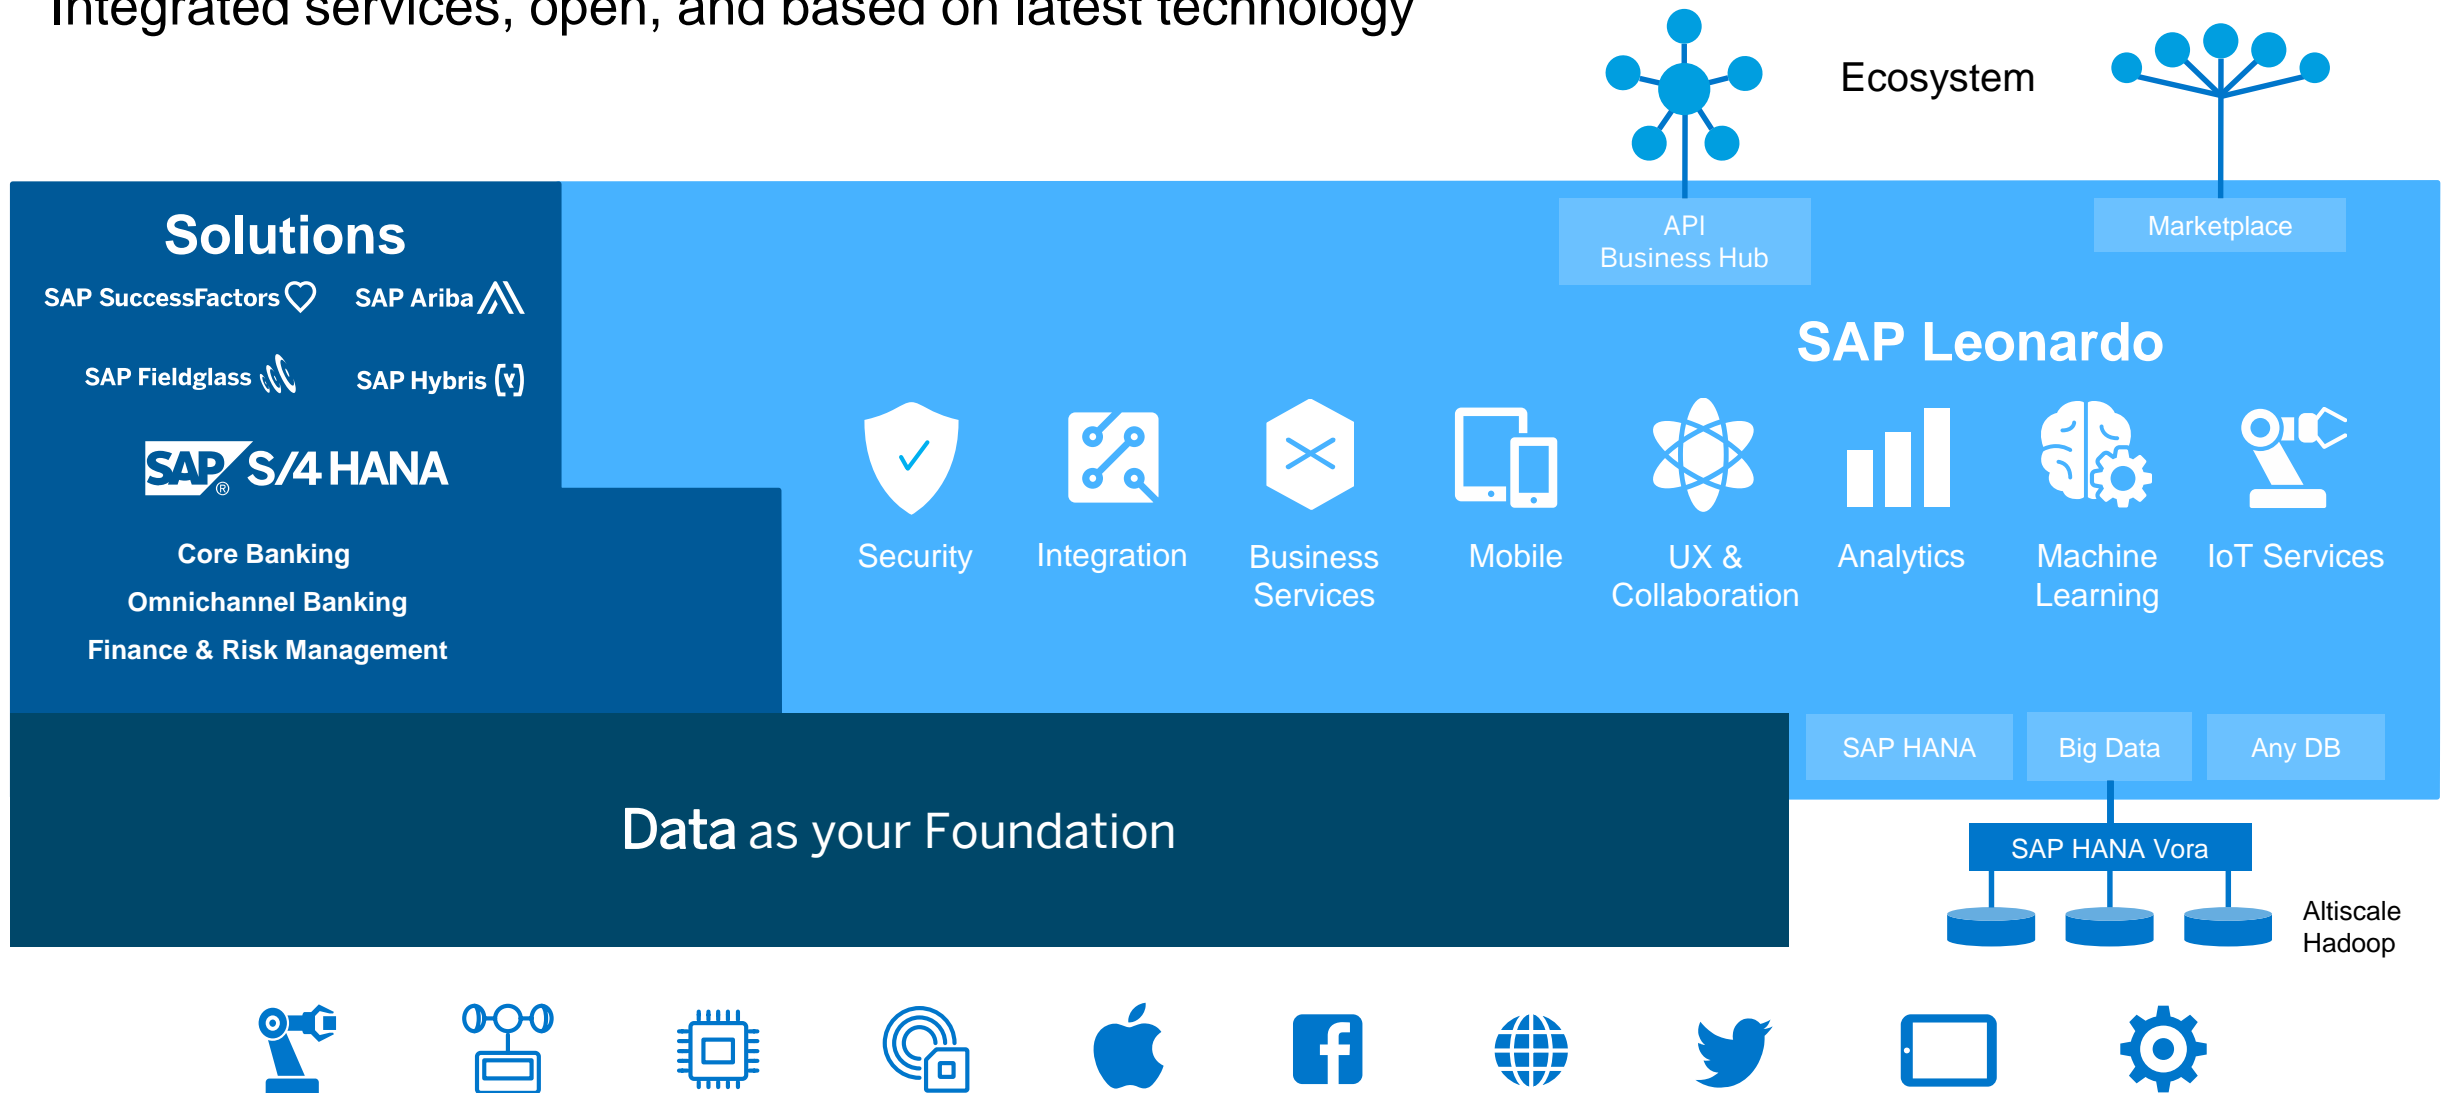 Integrated services, open, and based on latest technology
Ecosystem
Solutions
SAP SuccessFactors
SAP Ariba
SAP Fieldglass
SAP Hybris
SAP® S/4 HANA
Core Banking
Omnichannel Banking
Finance & Risk Management
API
Business Hub
Marketplace
SAP Leonardo
Security
Integration
Business
Services
Mobile
UX &
Collaboration
Analytics
Machine
Learning
IoT Services
SAP HANA
Big Data
Any DB
Data as your Foundation
SAP HANA Vora
Altiscale
Hadoop